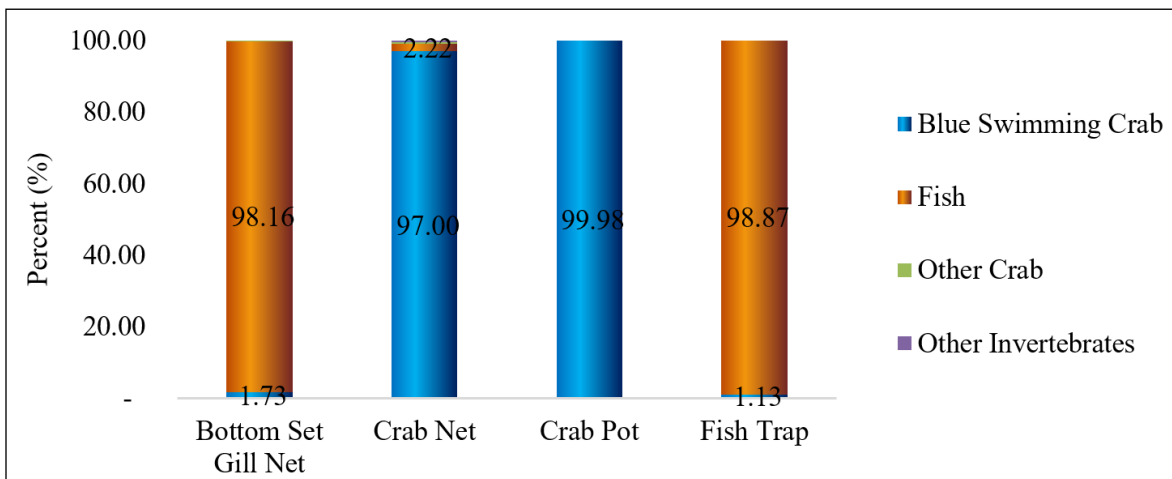 Percent (%)
100.00
80.00
60.00
40.00
20.00
-
98.16
1.73
2.22
97.00
99.98
98.87
1.13
Bottom Set
Gill Net
Crab Net
Crab Pot
Fish Trap
Blue Swimming Crab
Fish
Other Crab
Other Invertebrates